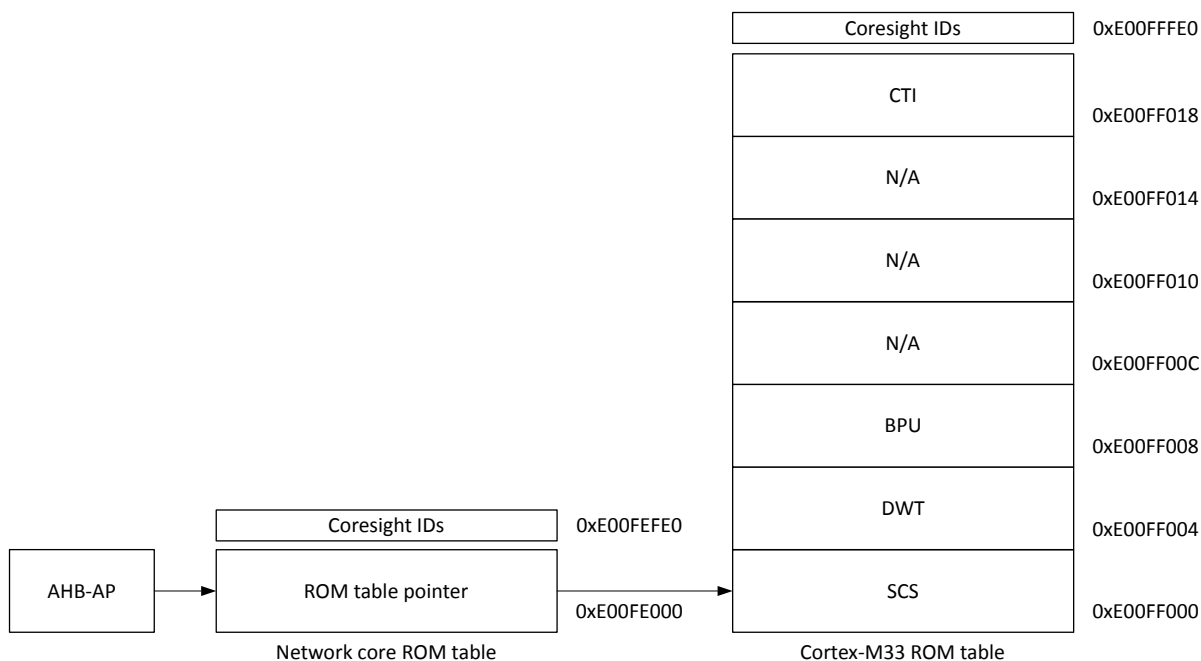 Coresight IDs
0xE00FFFE0
CTI
0xE00FF018
N/A
0xE00FF014
N/A
0xE00FF010
N/A
0xE00FF00C
BPU
0xE00FF008
DWT
0xE00FF004
Coresight IDs
0xE00FEFE0
AHB-AP
ROM table pointer
0xE00FE000
SCS
0xE00FF000
Network core ROM table
Cortex-M33 ROM table